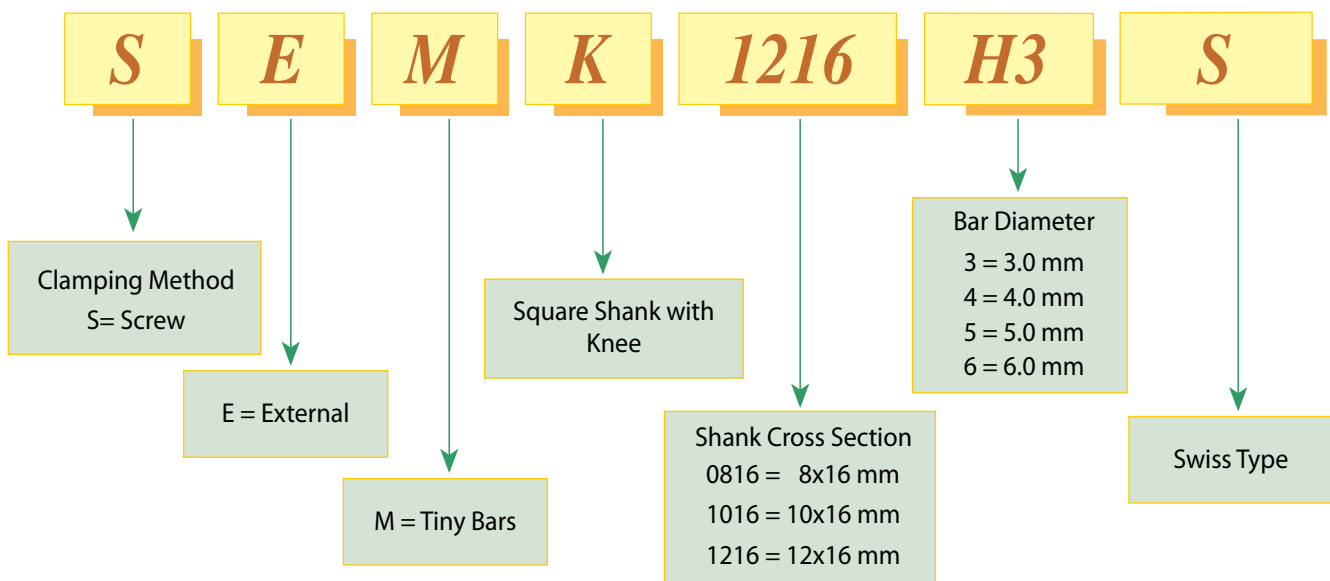 S E M K 1216 H3 S
Clamping Method
S= Screw
E = External
M = Tiny Bars
Square Shank with
Knee
Shank Cross Section
0816 = 8x16 mm
1016 = 10x16 mm
1216 = 12x16 mm
Bar Diameter
3 = 3.0 mm
4 = 4.0 mm
5 = 5.0 mm
6 = 6.0 mm
Swiss Type